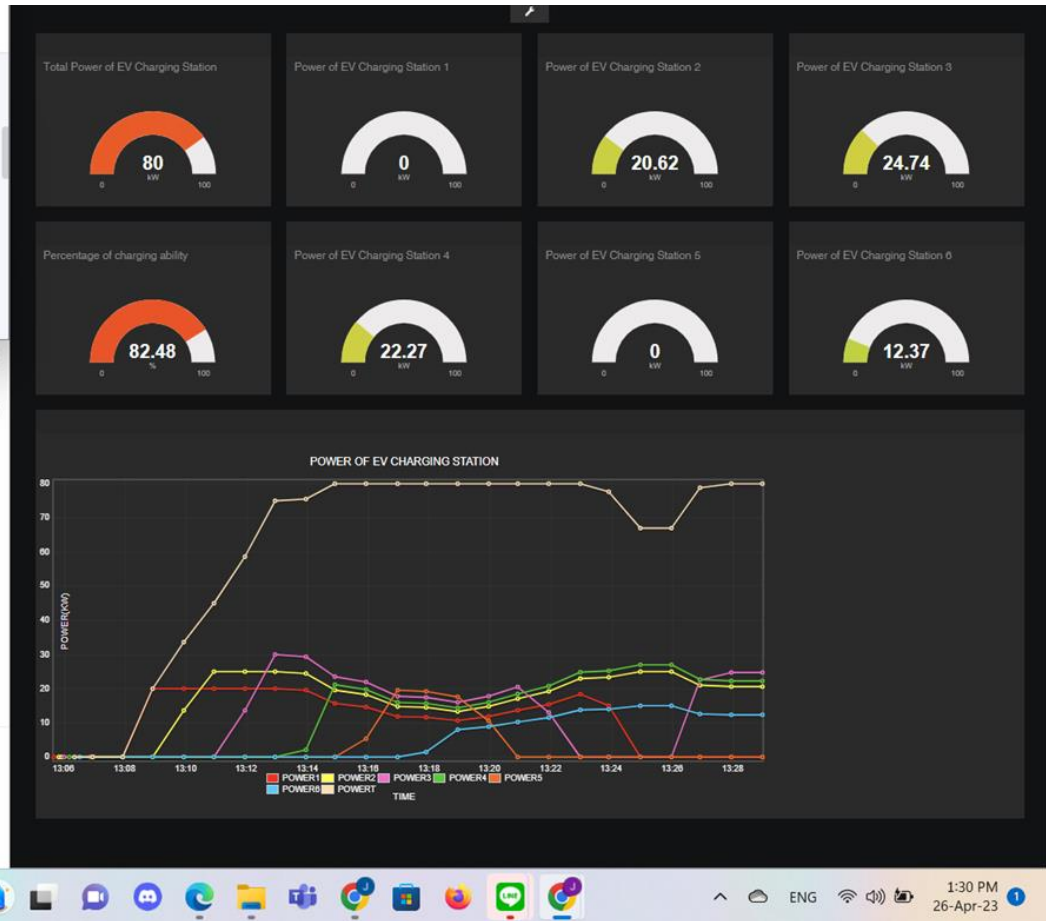 Total Power of EV Charging Station
Power of EV Charging Station 1
Power of EV Charging Station 2
Power of EV Charging Station 3
80
kW
0 100
0
kW
0 100
20.62
kW
0 100
24.74
kW
0 100
Percentage of charging ability
Power of EV Charging Station 4
Power of EV Charging Station 5
Power of EV Charging Station 6
82.48
%
0 100
22.27
kW
0 100
0
kW
0 100
12.37
kW
0 100
POWER OF EV CHARGING STATION
80
70
60
50
40
30
20
10
0
POWER(KW)
13:06 13:08 13:10 13:12 13:14 13:16 13:18 13:20 13:22 13:24 13:26 13:28
POWER1 POWER2 POWER3 POWER4 POWER5
POWER6 POWERT
TIME
J
LINE
J
ENG
1:30 PM
26-Apr-23
1